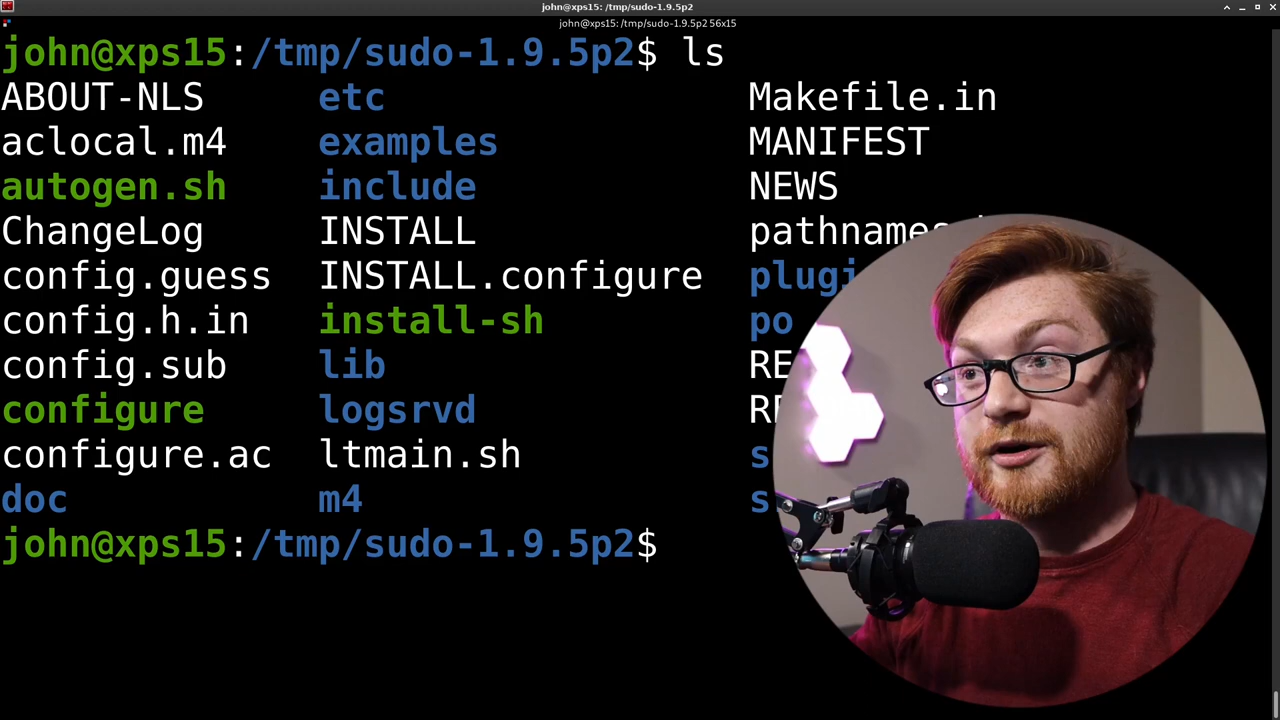 john@xps15: /tmp/sudo-1.9.5p2
john@xps15: /tmp/sudo-1.9.5p2 56x15
john@xps15:/tmp/sudo-1.9.5p2$ ls
ABOUT-NLS etc Makefile.in
aclocal.m4 examples MANIFEST
autogen.sh include NEWS
ChangeLog INSTALL
config.guess INSTALL.configure
config.h.in install-sh po
config.sub lib
configure logsrvd
configure.ac ltmain.sh
doc m4
john@xps15:/tmp/sudo-1.9.5p2$